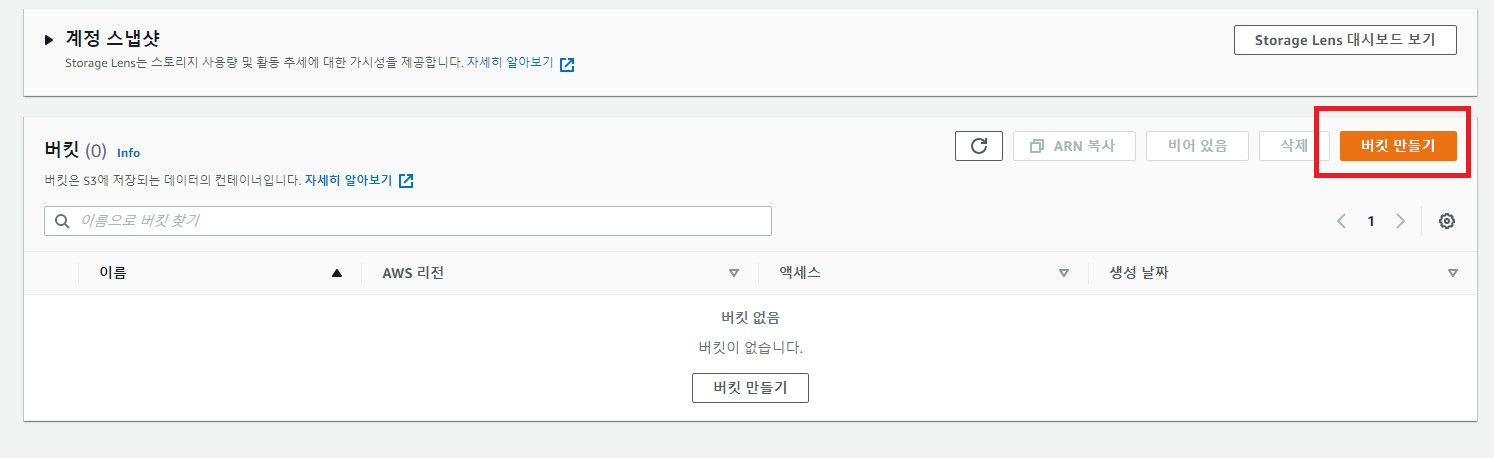 계정 스냅샷
Storage Lens 대시보드 보기
Storage Lens는 스토리지 사용량 및 활동 추세에 대한 가시성을 제공합니다. 자세히 알아보기
버킷 (0) Info
ARN 복사 비어 있음 삭제 버킷 만들기
버킷은 S3에 저장되는 데이터의 컨테이너입니다. 자세히 알아보기
이름으로 버킷 찾기
1
이름 AWS 리전 액세스 생성 날짜
버킷 없음
버킷이 없습니다.
버킷 만들기